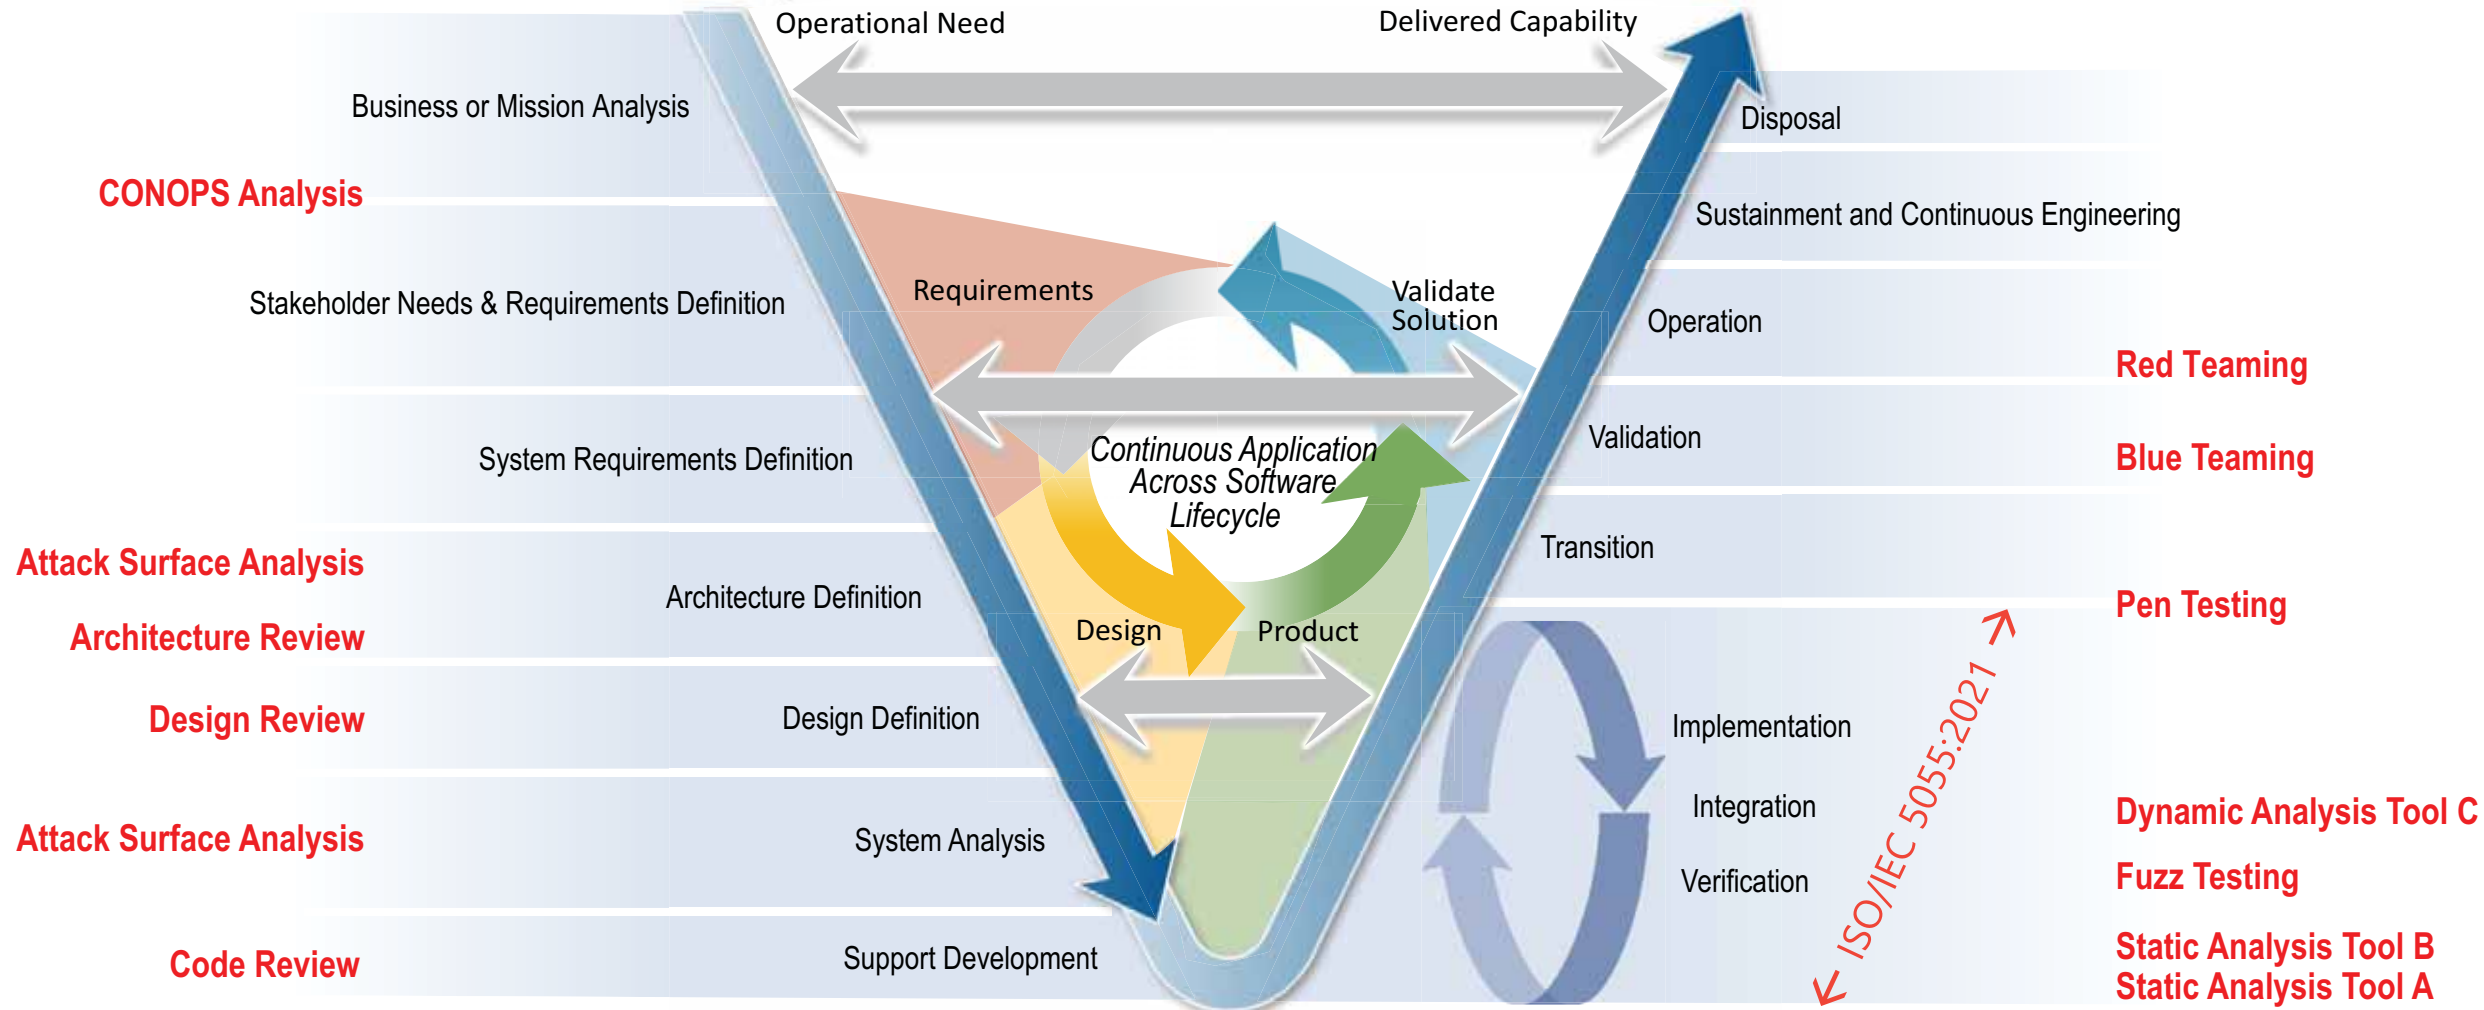 Operational Need
Delivered Capability
Business or Mission Analysis
CONOPS Analysis
Stakeholder Needs & Requirements Definition
System Requirements Definition
Attack Surface Analysis
Architecture Definition
Architecture Review
Design Review
Design Definition
Attack Surface Analysis
System Analysis
Code Review
Support Development
Requirements
Validate
Solution
Continuous Application
Across Software
Lifecycle
Design
Product
Disposal
Sustainment and Continuous Engineering
Operation
Red Teaming
Validation
Blue Teaming
Transition
Pen Testing
Implementation
Integration
Verification
← ISO/IEC 5055:2021 →
Dynamic Analysis Tool C
Fuzz Testing
Static Analysis Tool B
Static Analysis Tool A